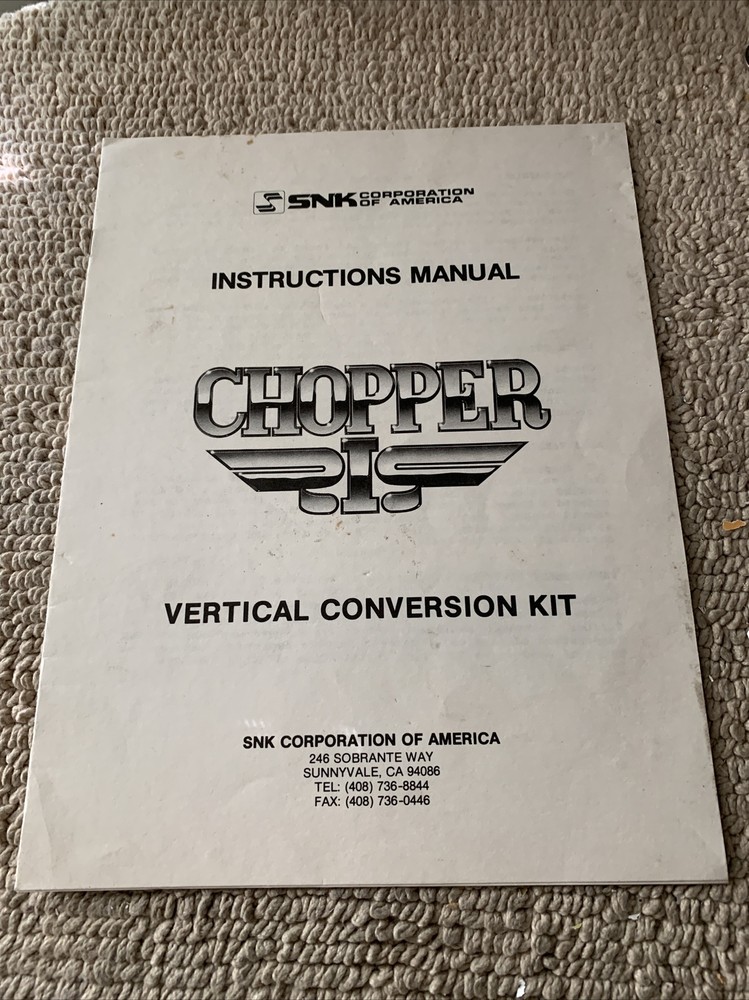 SNK CORPORATION OF AMERICA
INSTRUCTIONS MANUAL
CHOPPER
I
VERTICAL CONVERSION KIT
SNK CORPORATION OF AMERICA
246 SOBRANTE WAY
SUNNYVALE, CA 94086
TEL: (408) 736-8844
FAX: (408) 736-0446